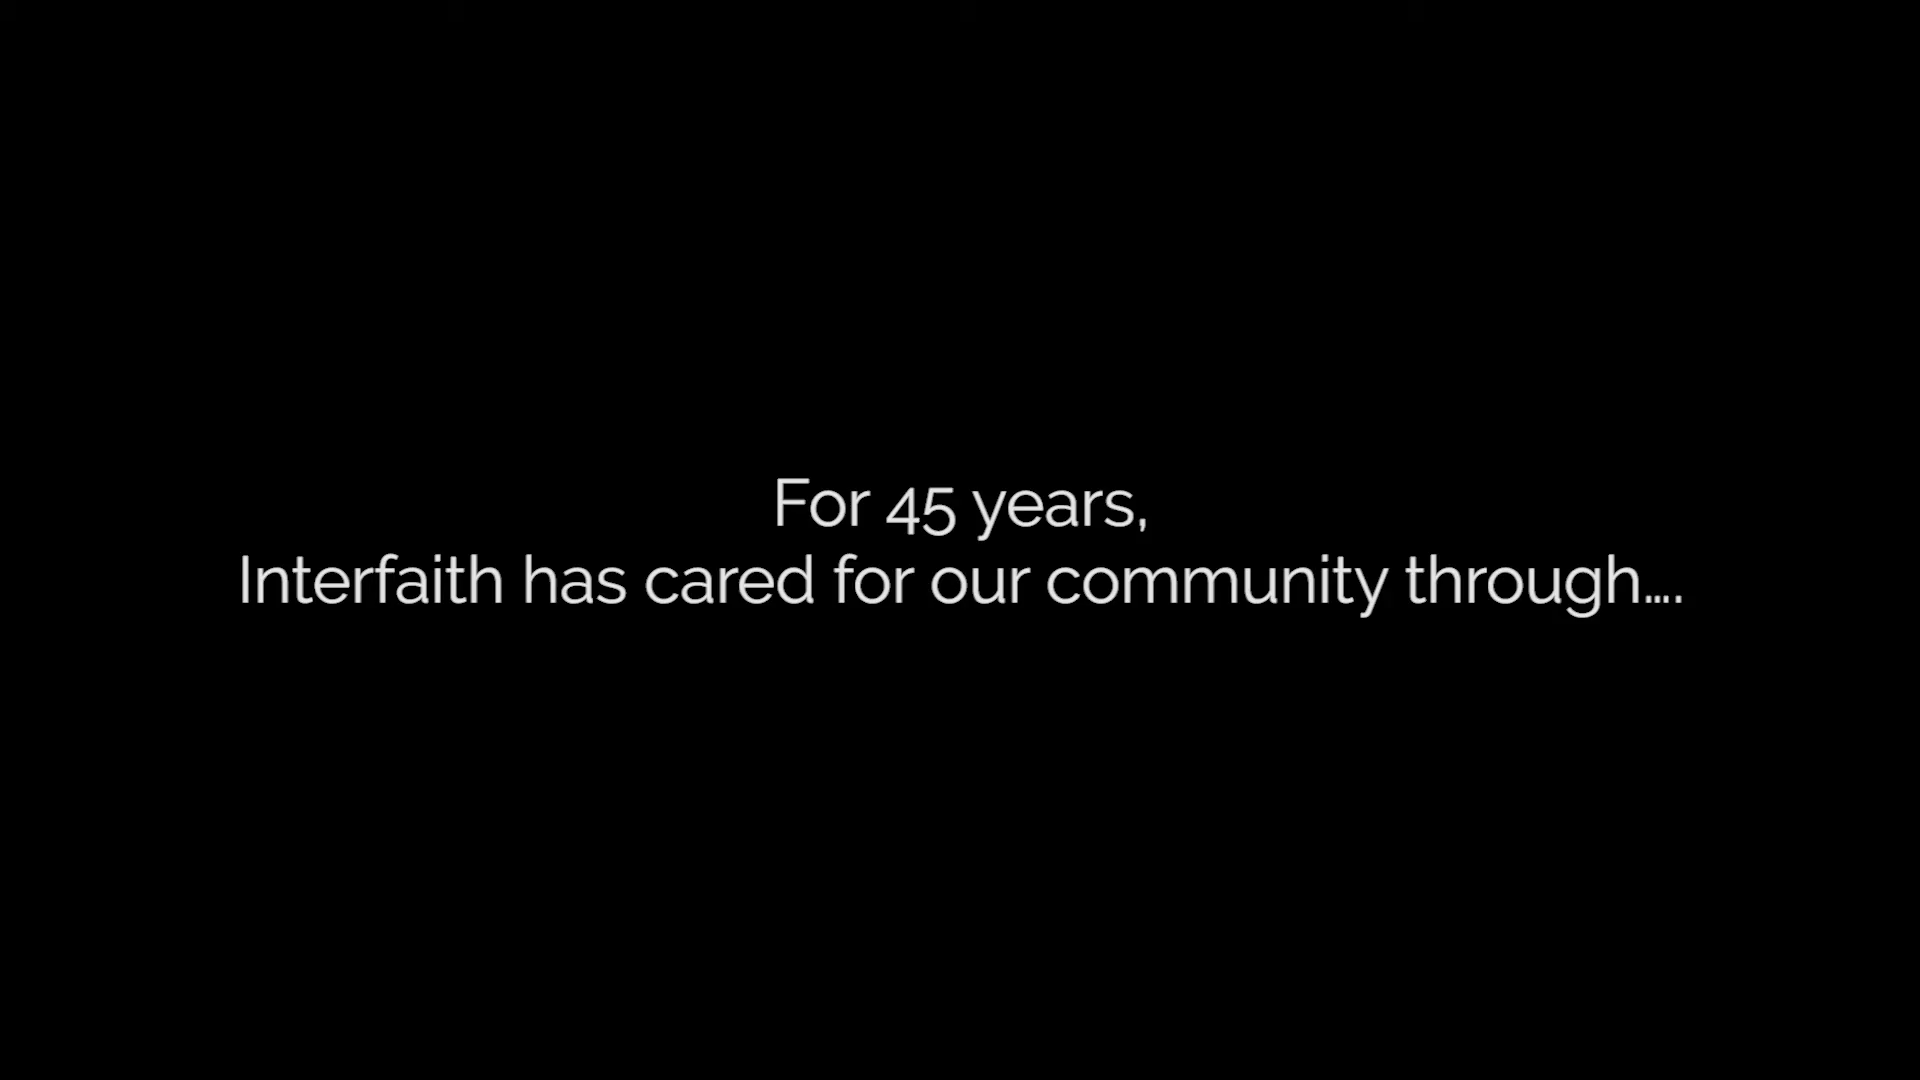 For 45 years,
Interfaith has cared for our community through….